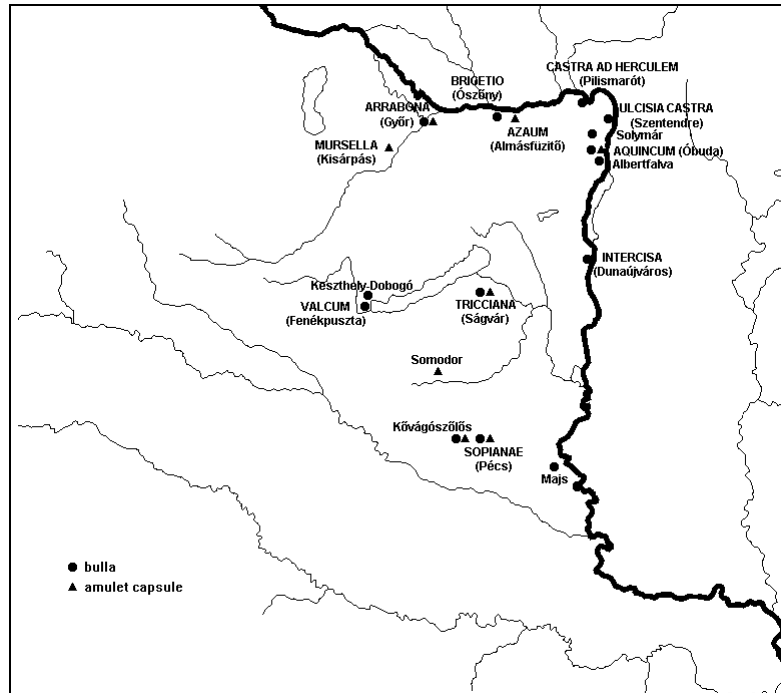 CASTRA AD HERCULEM
(Pilismarót)
BRIGETIO
(Ószőny)
ARRABONA
(Győr)
ULCISIA CASTRA
(Szentendre)
AZAUM
(Almásfüzitő)
Solymár
MURSELLA
(Kisárpás)
AQUINCUM (Óbuda)
Albertfalva
INTERCISA
(Dunaújváros)
Keszthely-Dobogó
VALCUM
(Fenékpuszta)
TRICCIANA
(Ságvár)
Somodor
Kővágószőlős
SOPIANAE
(Pécs)
Majs
bulla
amulet capsule